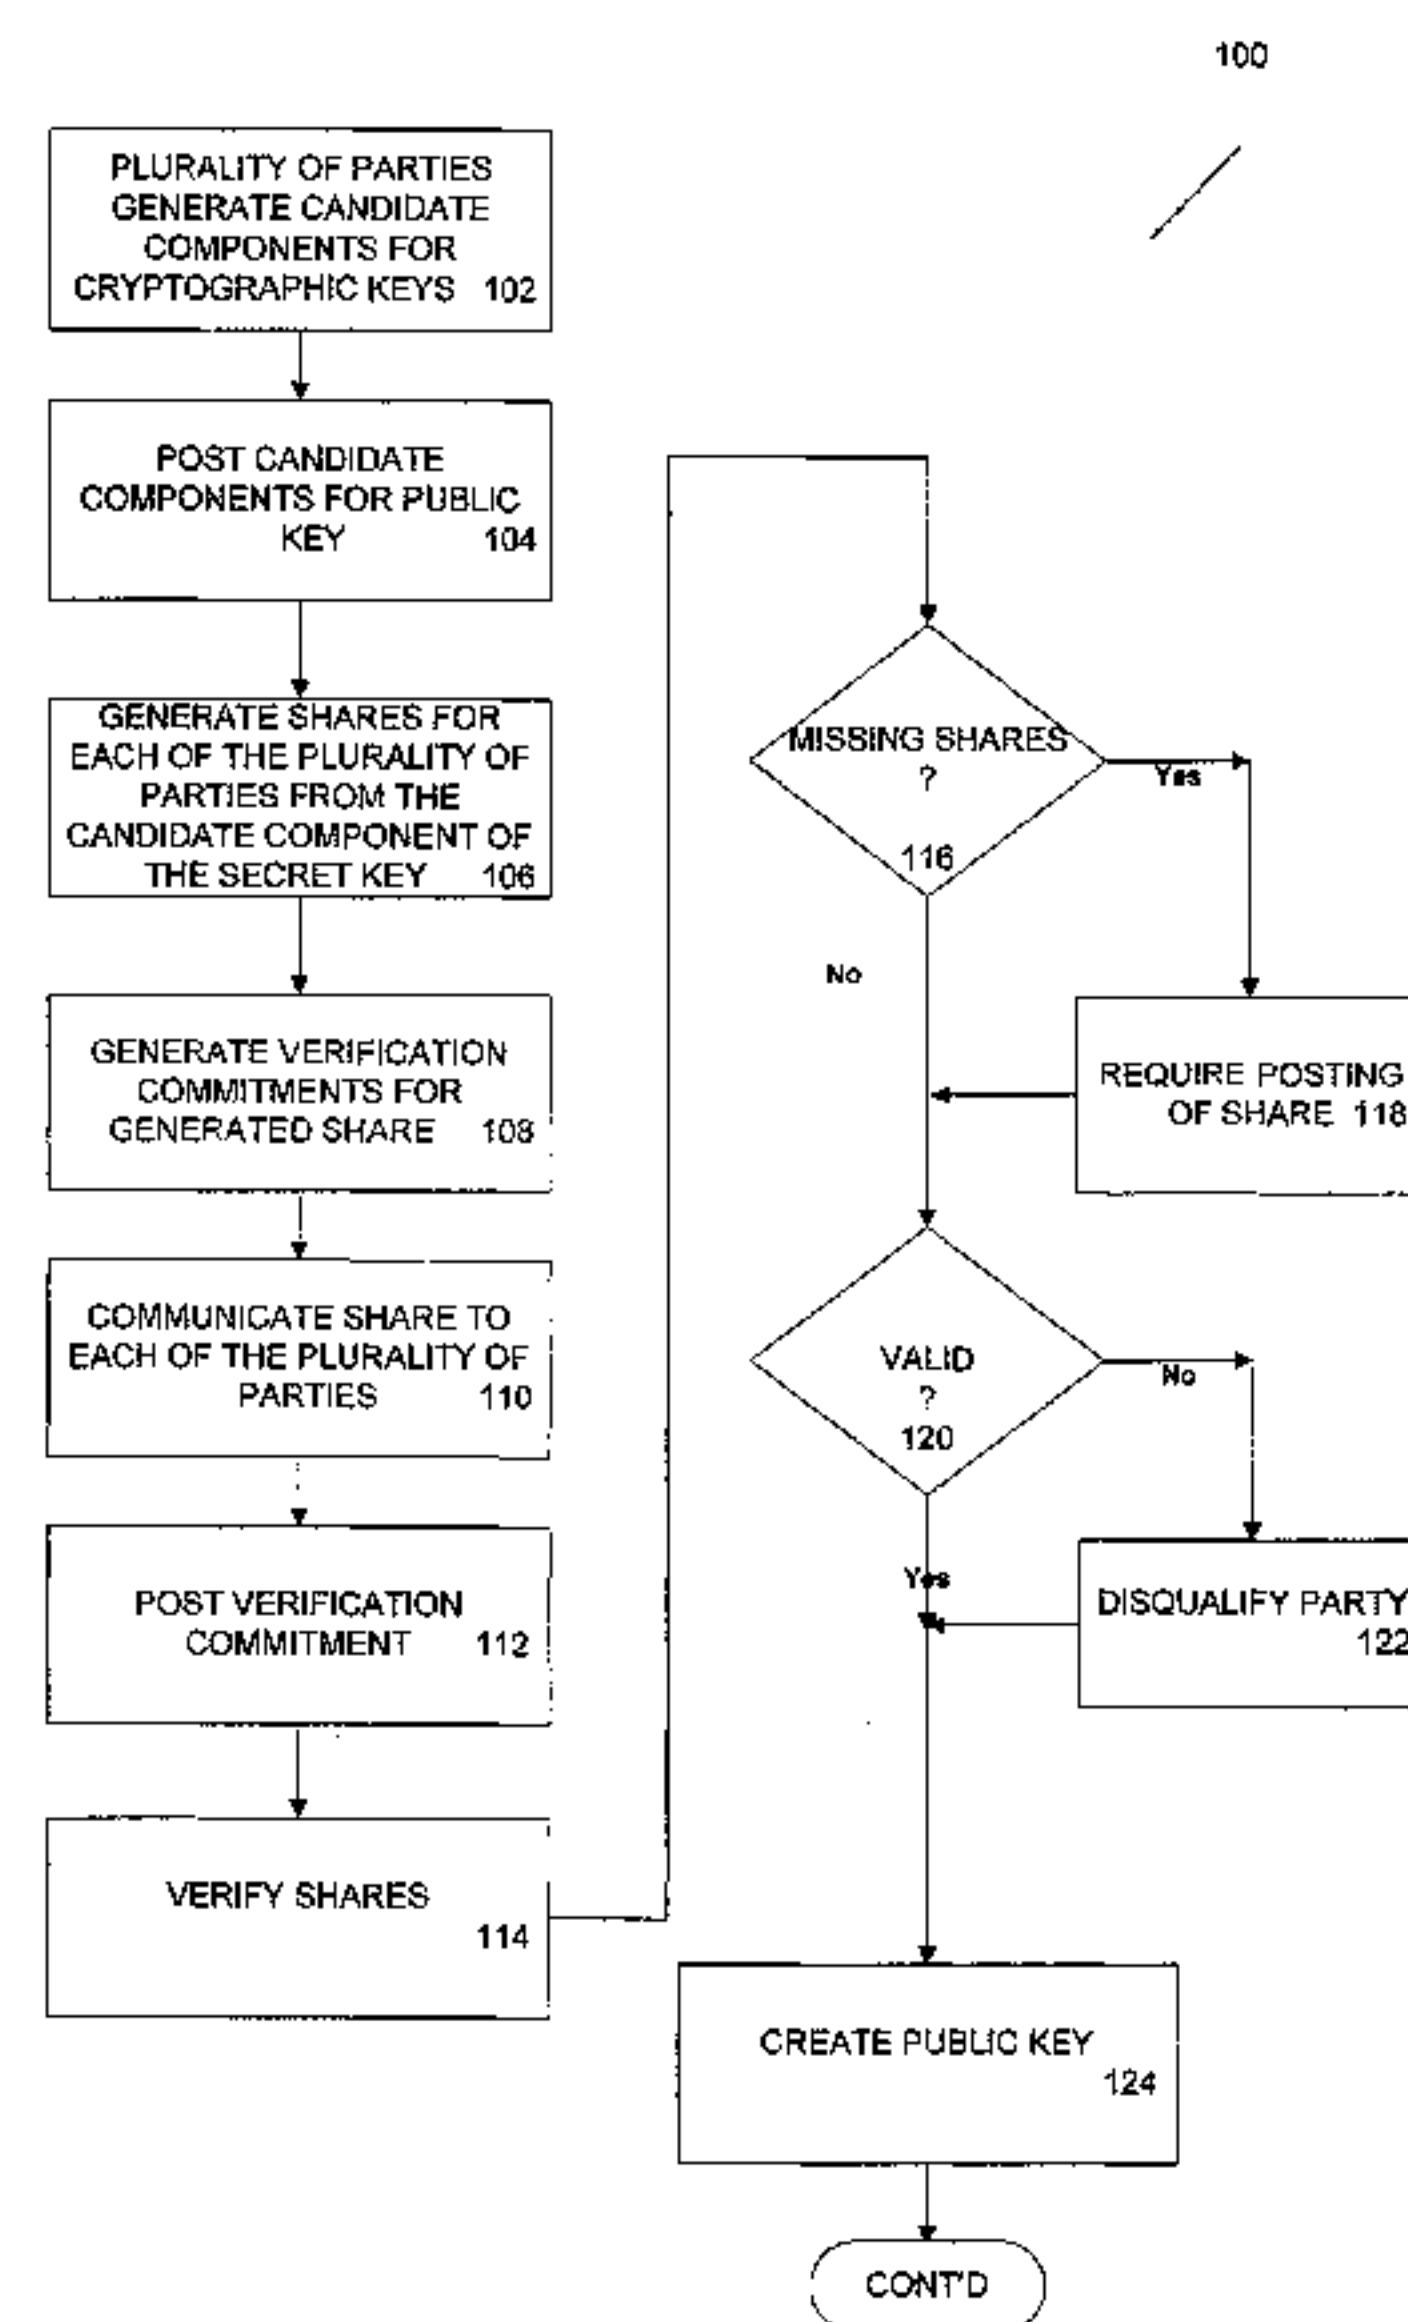 100
PLURALITY OF PARTIES
GENERATE CANDIDATE
COMPONENTS FOR
CRYPTOGRAPHIC KEYS 102
POST CANDIDATE
COMPONENTS FOR PUBLIC
KEY 104
GENERATE SHARES FOR
EACH OF THE PLURALITY OF
PARTIES FROM THE
CANDIDATE COMPONENT OF
THE SECRET KEY 106
GENERATE VERIFICATION
COMMITMENTS FOR
GENERATED SHARE 108
COMMUNICATE SHARE TO
EACH OF THE PLURALITY OF
PARTIES 110
POST VERIFICATION
COMMITMENT 112
VERIFY SHARES
114
MISSING SHARES
?
116
Yes
No
REQUIRE POSTING
OF SHARE 118
VALID
?
120
No
Yes
DISQUALIFY PARTY
122
CREATE PUBLIC KEY
124
CONT'D